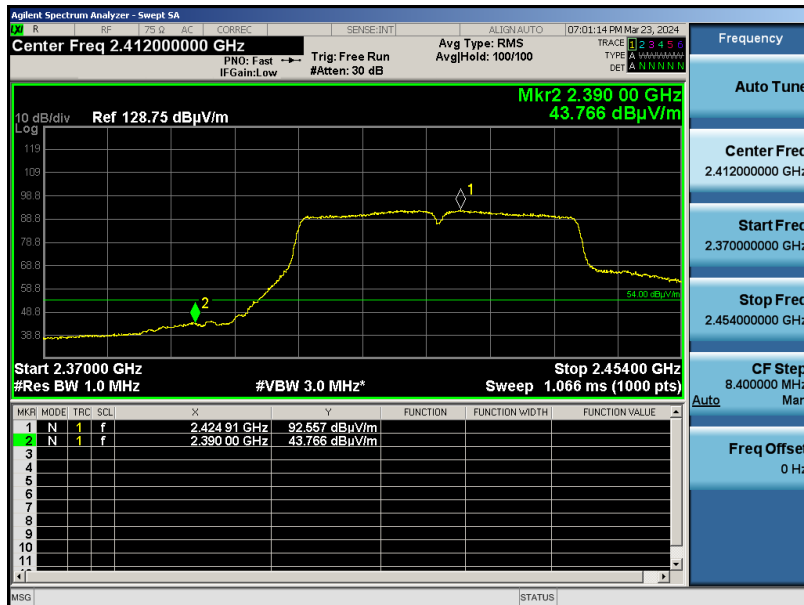 Agilent Spectrum Analyzer - Swept SA
LXI R RF 75 Ω AC CORREC SENSE:INT ALIGN AUTO 07:01:14 PM Mar 23, 2024
Center Freq 2.412000000 GHz
PNO: Fast
IFGain:Low
Trig: Free Run
#Atten: 30 dB
Avg Type: RMS
Avg|Hold: 100/100
TRACE 1 2 3 4 5 6
TYPE A WWWWW
DET A N N N N N
Mkr2 2.390 00 GHz
43.766 dBµV/m
10 dB/div Ref 128.75 dBµV/m
Log
119
109
98.8
88.8
78.8
68.8
58.8
48.8
38.8
1
2
54.00 dBµV/m
Start 2.37000 GHz Stop 2.45400 GHz
#Res BW 1.0 MHz #VBW 3.0 MHz* Sweep 1.066 ms (1000 pts)
MKR MODE TRC SCL X Y FUNCTION FUNCTION WIDTH FUNCTION VALUE
1 N 1 f 2.424 91 GHz 92.557 dBµV/m
2 N 1 f 2.390 00 GHz 43.766 dBµV/m
3
4
5
6
7
8
9
10
11
MSG STATUS
Frequency
Auto Tune
Center Freq
2.412000000 GHz
Start Freq
2.370000000 GHz
Stop Freq
2.454000000 GHz
CF Step
8.400000 MHz
Auto Man
Freq Offset
0 Hz